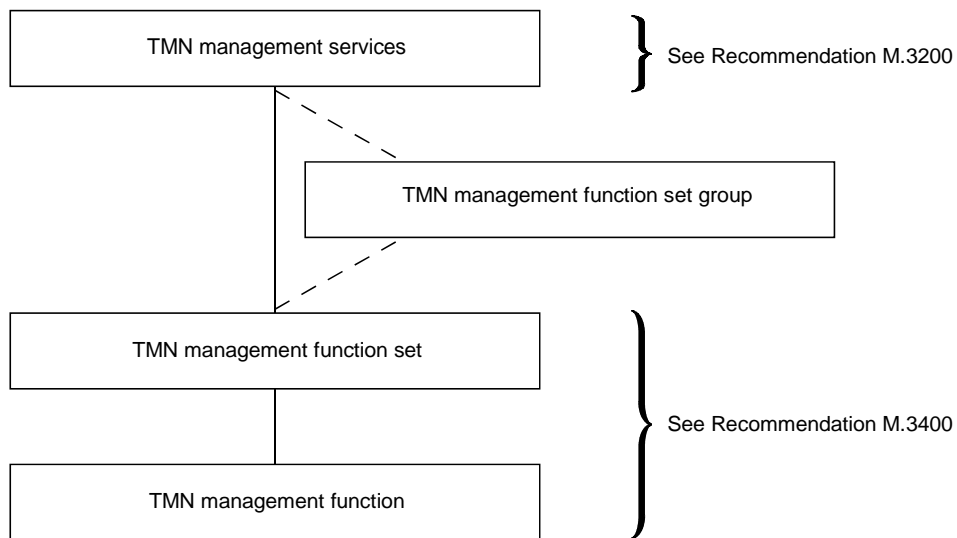 TMN management services
See Recommendation M.3200
TMN management function set group
TMN management function set
See Recommendation M.3400
TMN management function